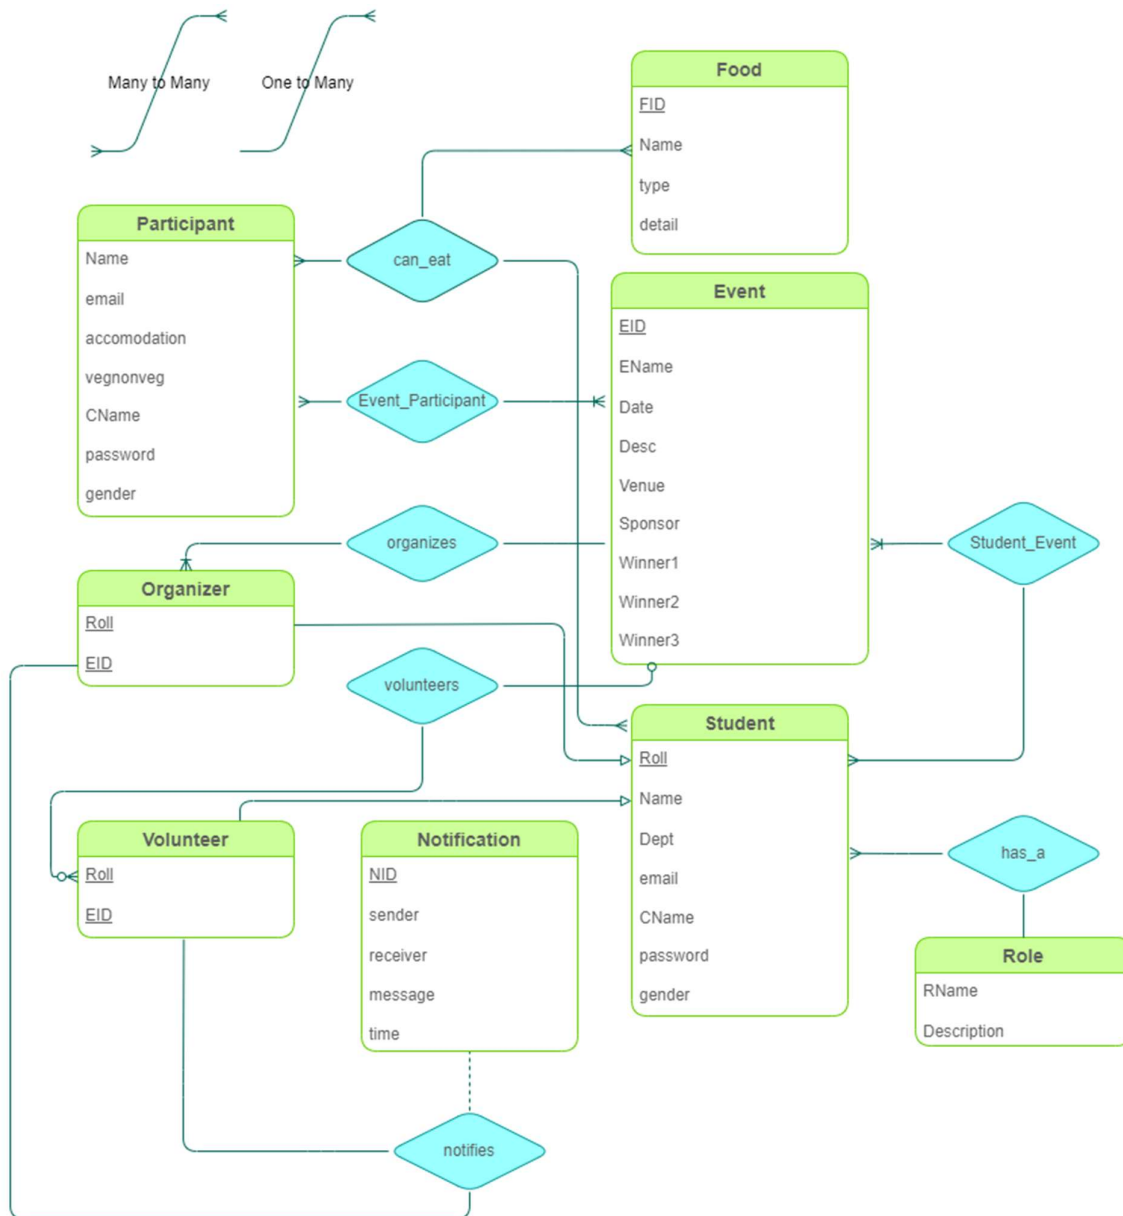 Many to Many
One to Many
Food
FID
Name
type
detail
Participant
Name
email
accomodation
vegnonveg
CName
password
gender
can_eat
Event
EID
EName
Date
Desc
Venue
Sponsor
Winner1
Winner2
Winner3
Event_Participant
organizes
Student_Event
Organizer
Roll
EID
volunteers
Student
Roll
Name
Dept
email
CName
password
gender
Volunteer
Roll
EID
Notification
NID
sender
receiver
message
time
has_a
Role
RName
Description
notifies